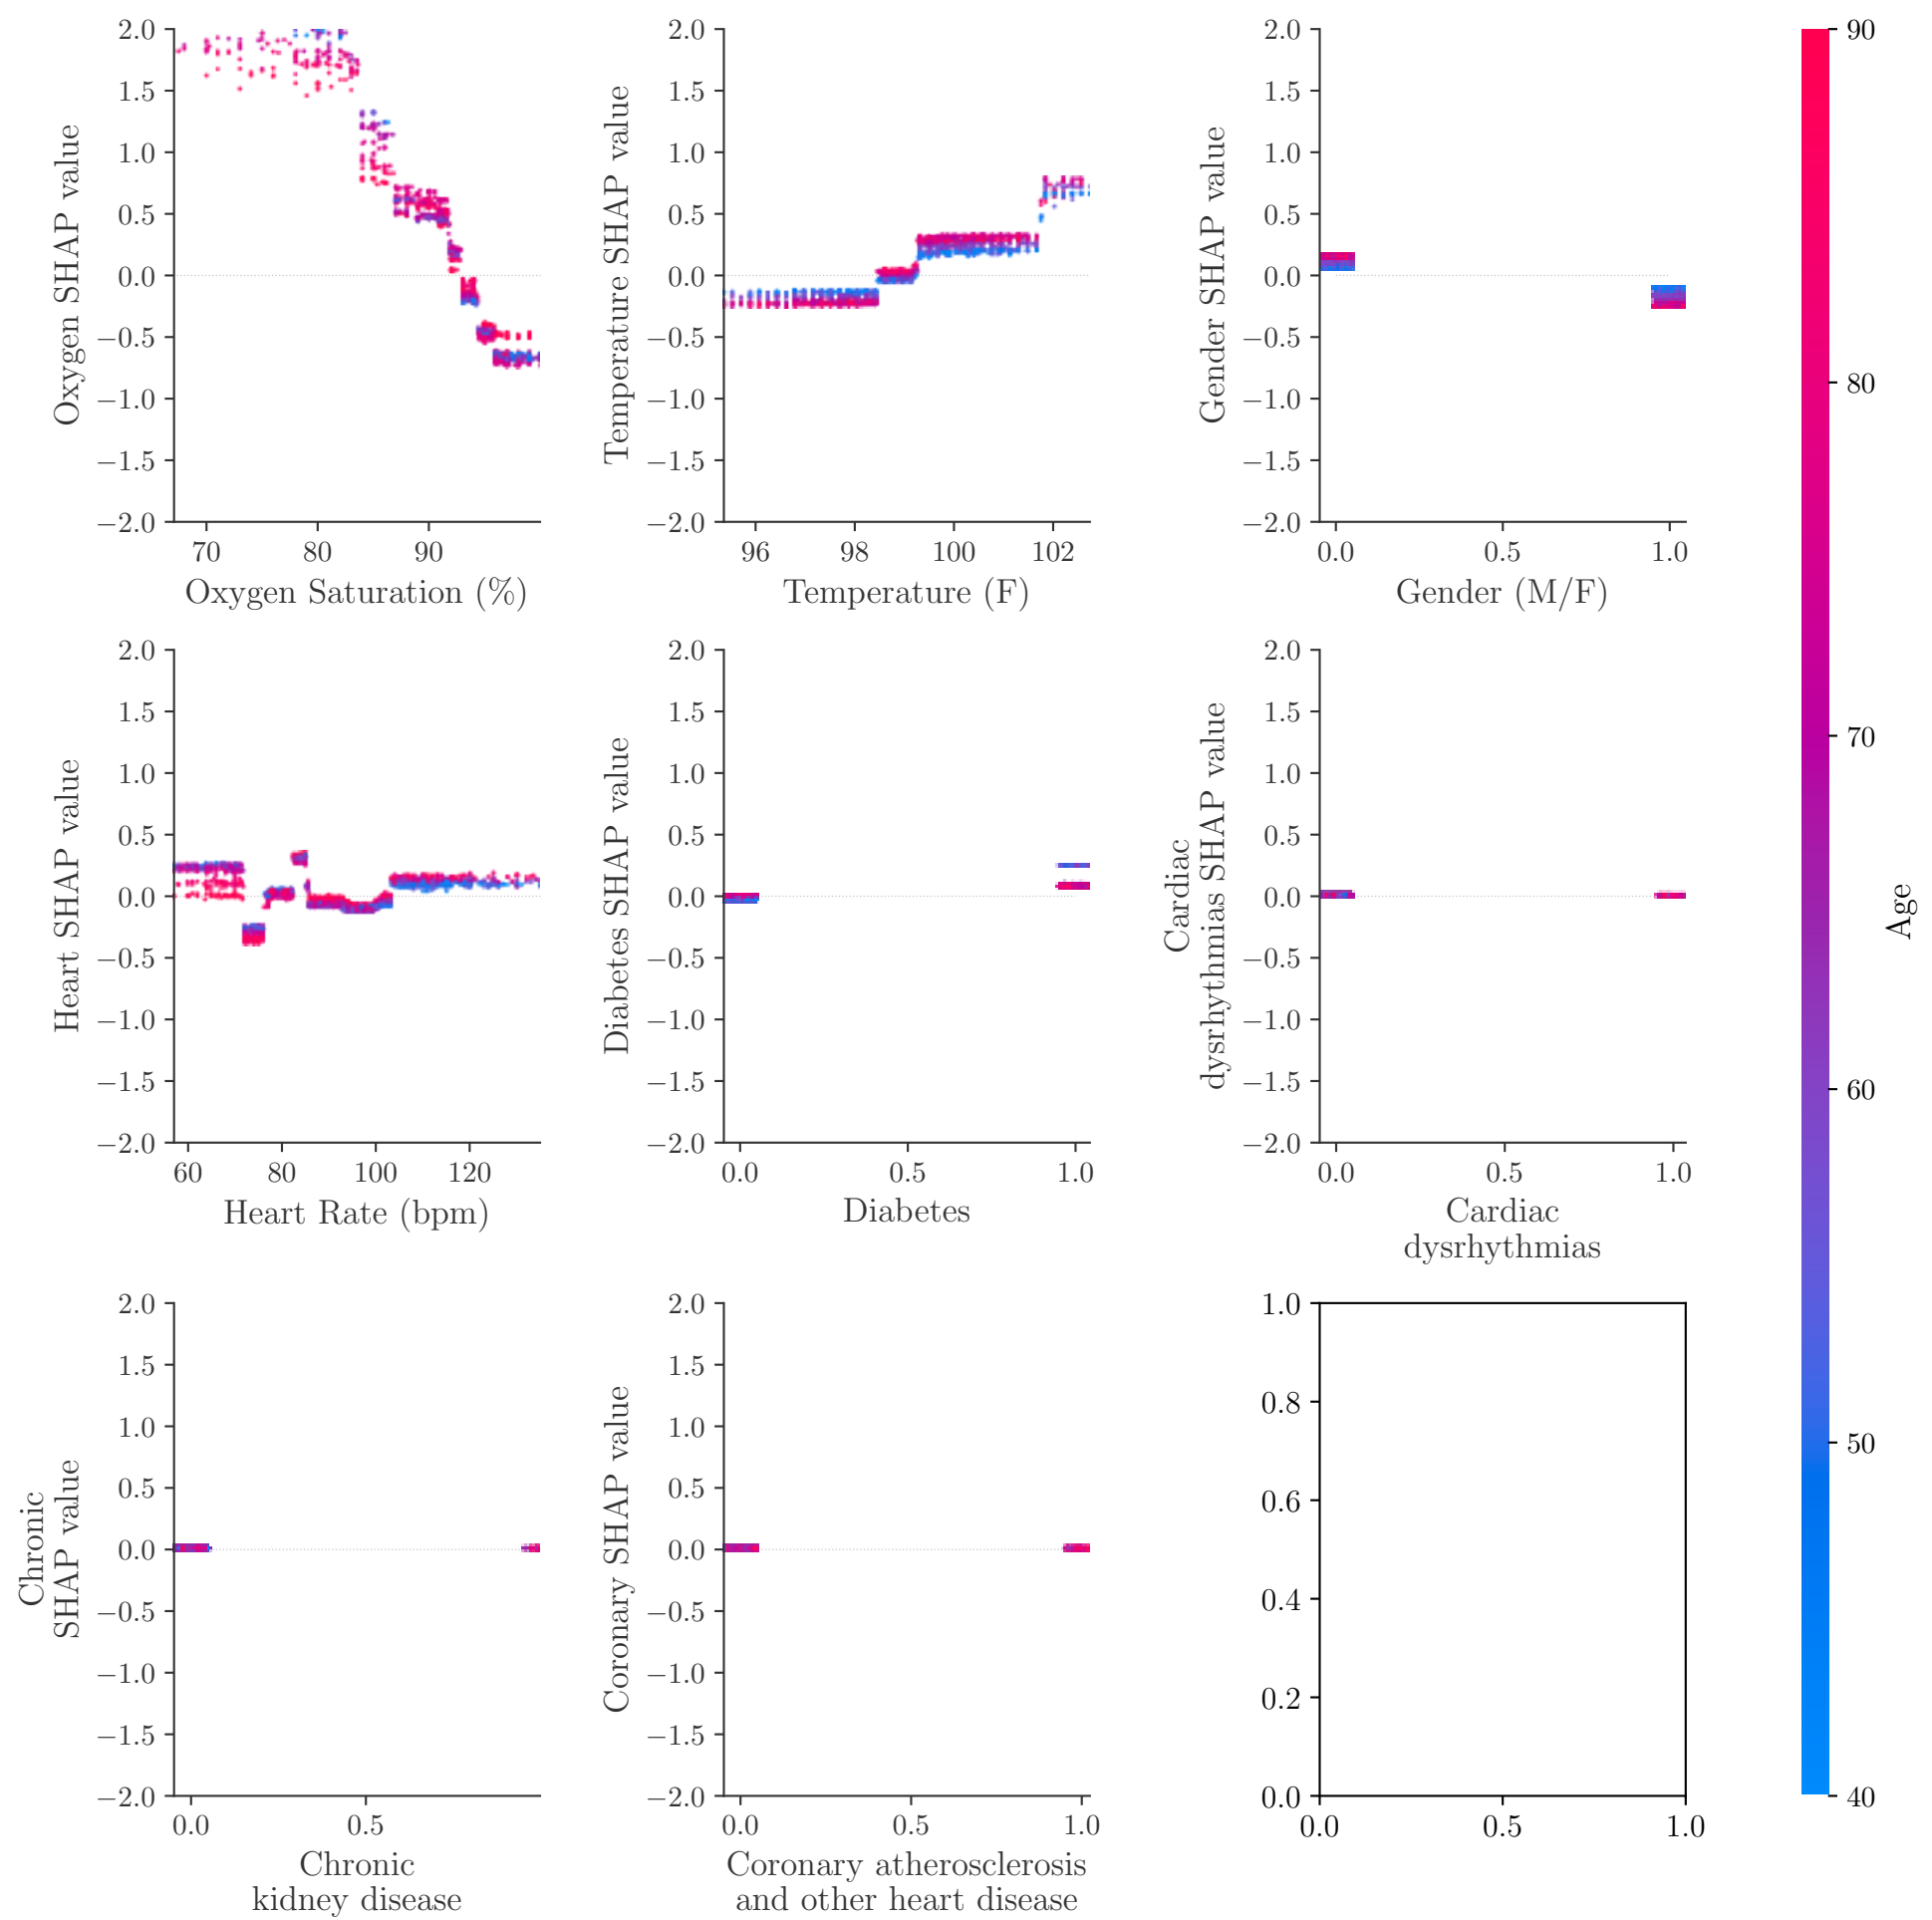 2.0
1.5
1.0
0.5
0.0
−0.5
−1.0
−1.5
−2.0
Oxygen SHAP value
70 80 90
Oxygen Saturation (%)
2.0
1.5
1.0
0.5
0.0
−0.5
−1.0
−1.5
−2.0
Temperature SHAP value
96 98 100 102
Temperature (F)
2.0
1.5
1.0
0.5
0.0
−0.5
−1.0
−1.5
−2.0
Gender SHAP value
0.0 0.5 1.0
Gender (M/F)
2.0
1.5
1.0
0.5
0.0
−0.5
−1.0
−1.5
−2.0
Heart SHAP value
60 80 100 120
Heart Rate (bpm)
2.0
1.5
1.0
0.5
0.0
−0.5
−1.0
−1.5
−2.0
Diabetes SHAP value
0.0 0.5 1.0
Diabetes
2.0
1.5
1.0
0.5
0.0
−0.5
−1.0
−1.5
−2.0
Cardiac
dysrhythmias SHAP value
0.0 0.5 1.0
Cardiac
dysrhythmias
2.0
1.5
1.0
0.5
0.0
−0.5
−1.0
−1.5
−2.0
Chronic
SHAP value
0.0 0.5
Chronic
kidney disease
2.0
1.5
1.0
0.5
0.0
−0.5
−1.0
−1.5
−2.0
Coronary SHAP value
0.0 0.5 1.0
Coronary atherosclerosis
and other heart disease
1.0
0.8
0.6
0.4
0.2
0.0
0.0 0.5 1.0
90
80
70
60
50
40
Age